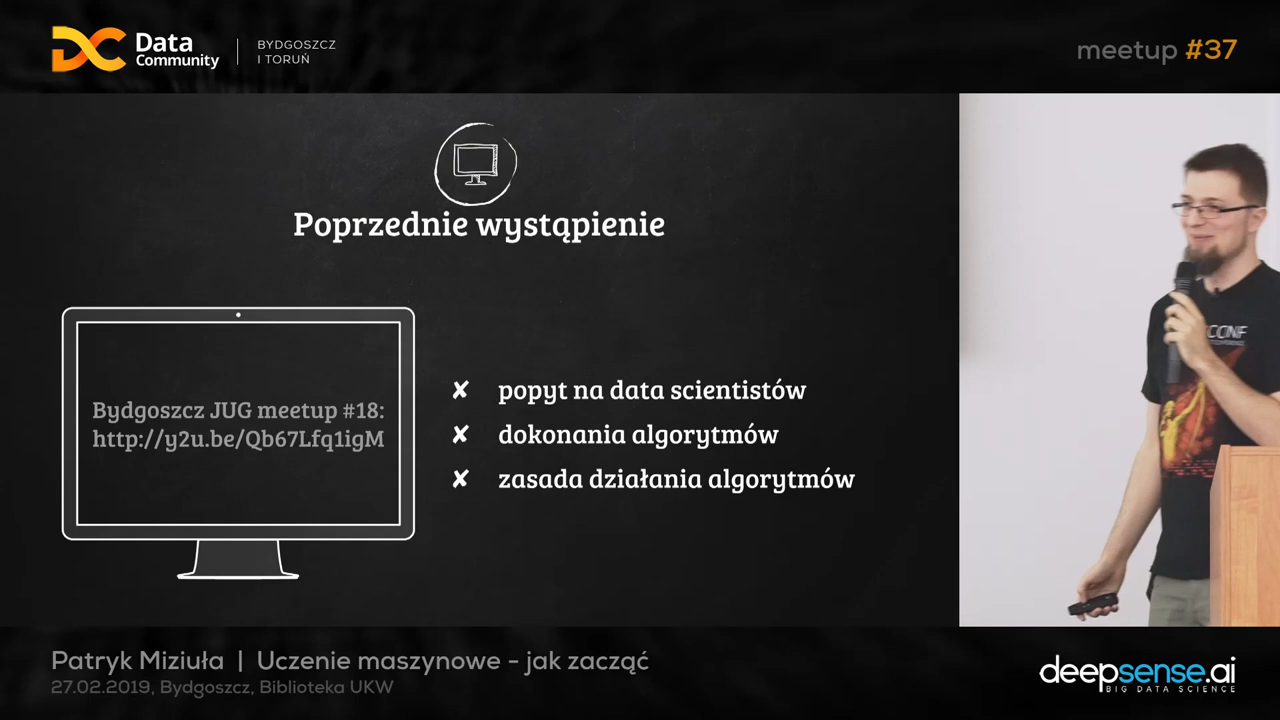 Data
Community
BYDGOSZCZ
I TORUŃ
meetup #37
Poprzednie wystąpienie
Bydgoszcz JUG meetup #18:
http://y2u.be/Qb67Lfq1igM
✘ popyt na data scientistów
✘ dokonania algorytmów
✘ zasada działania algorytmów
Patryk Miziuła | Uczenie maszynowe - jak zacząć
27.02.2019, Bydgoszcz, Biblioteka UKW
deepsense.ai
BIG DATA SCIENCE